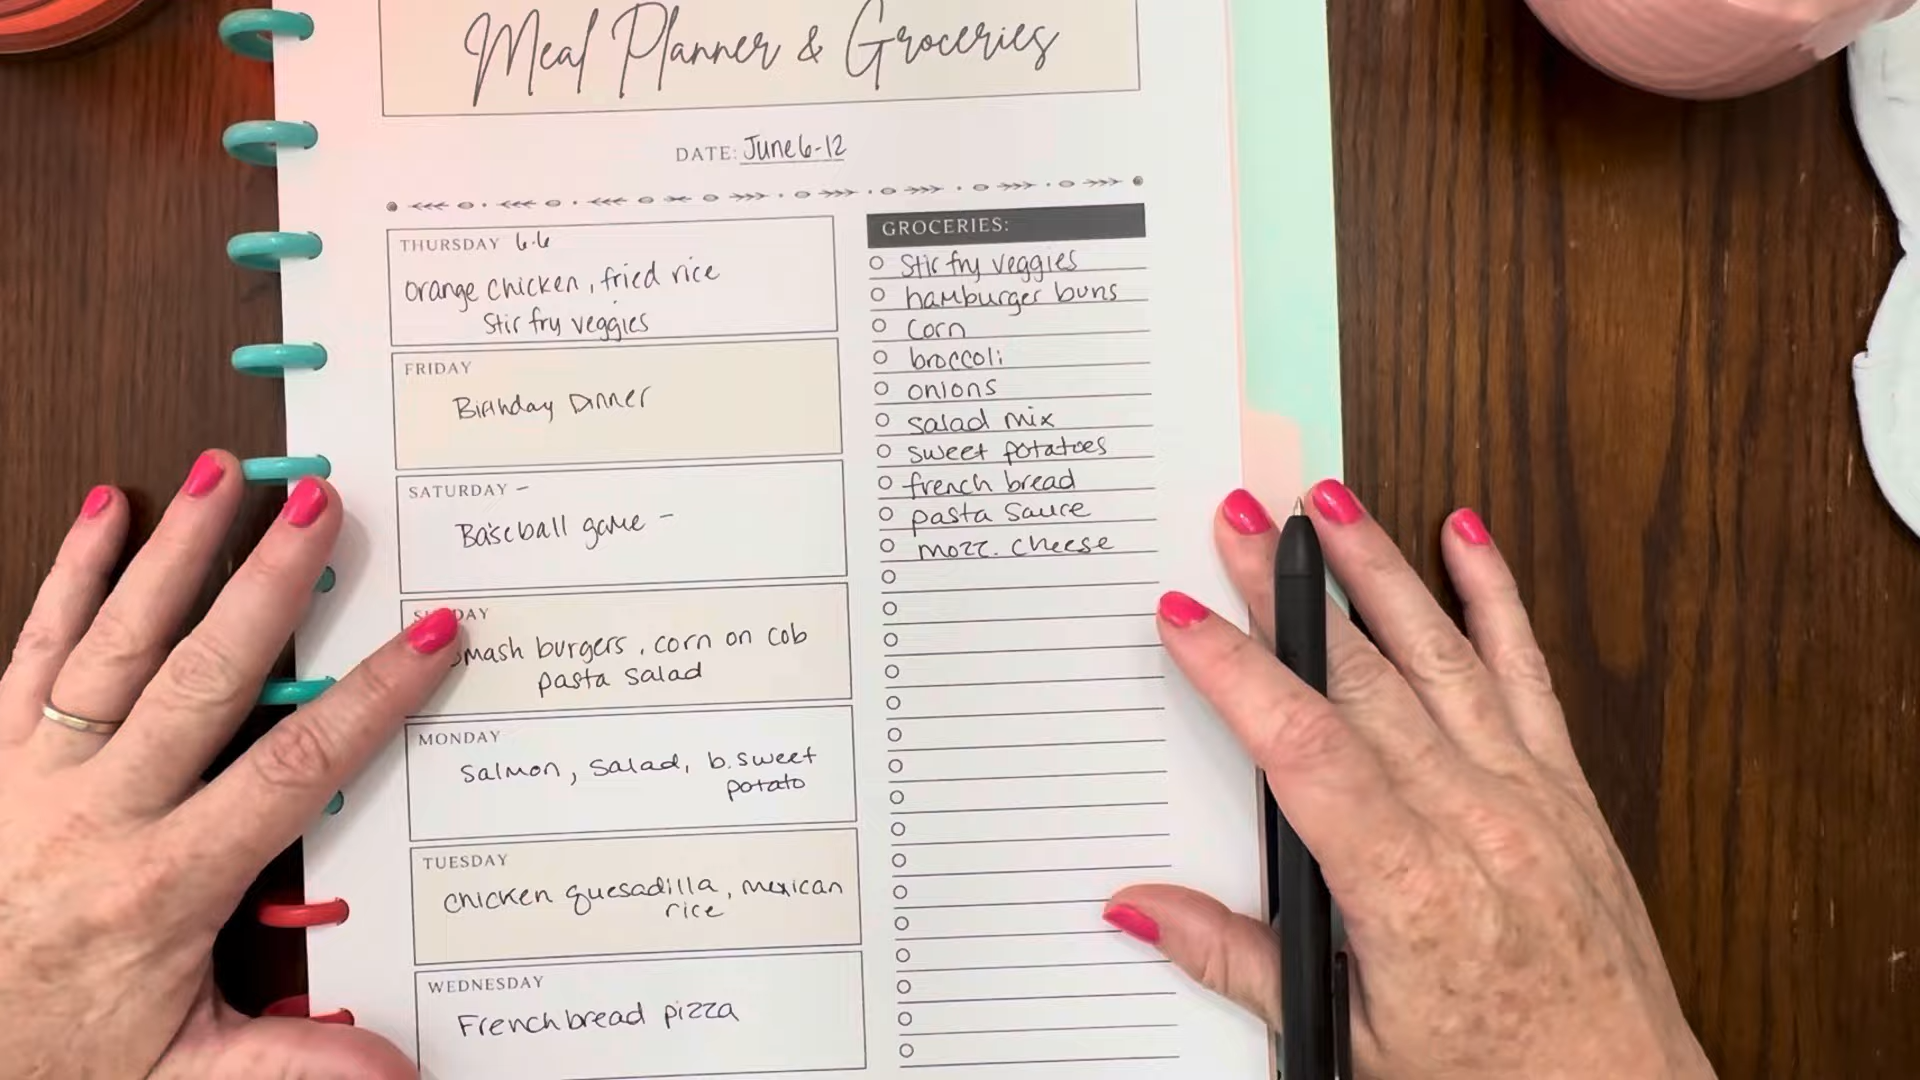 Meal Planner & Groceries
DATE: June 6-12
THURSDAY 6.6
orange chicken, fried rice
Stir fry veggies
FRIDAY
Birthday Dinner
SATURDAY -
Baseball game -
mash burgers, corn on cob
pasta salad
MONDAY
salmon, salad, b. sweet
potato
TUESDAY
chicken quesadilla, mexican
rice
WEDNESDAY
French bread pizza
GROCERIES:
Stir fry veggies
hamburger buns
corn
broccoli
onions
salad mix
sweet potatoes
french bread
pasta sauce
mozz. cheese